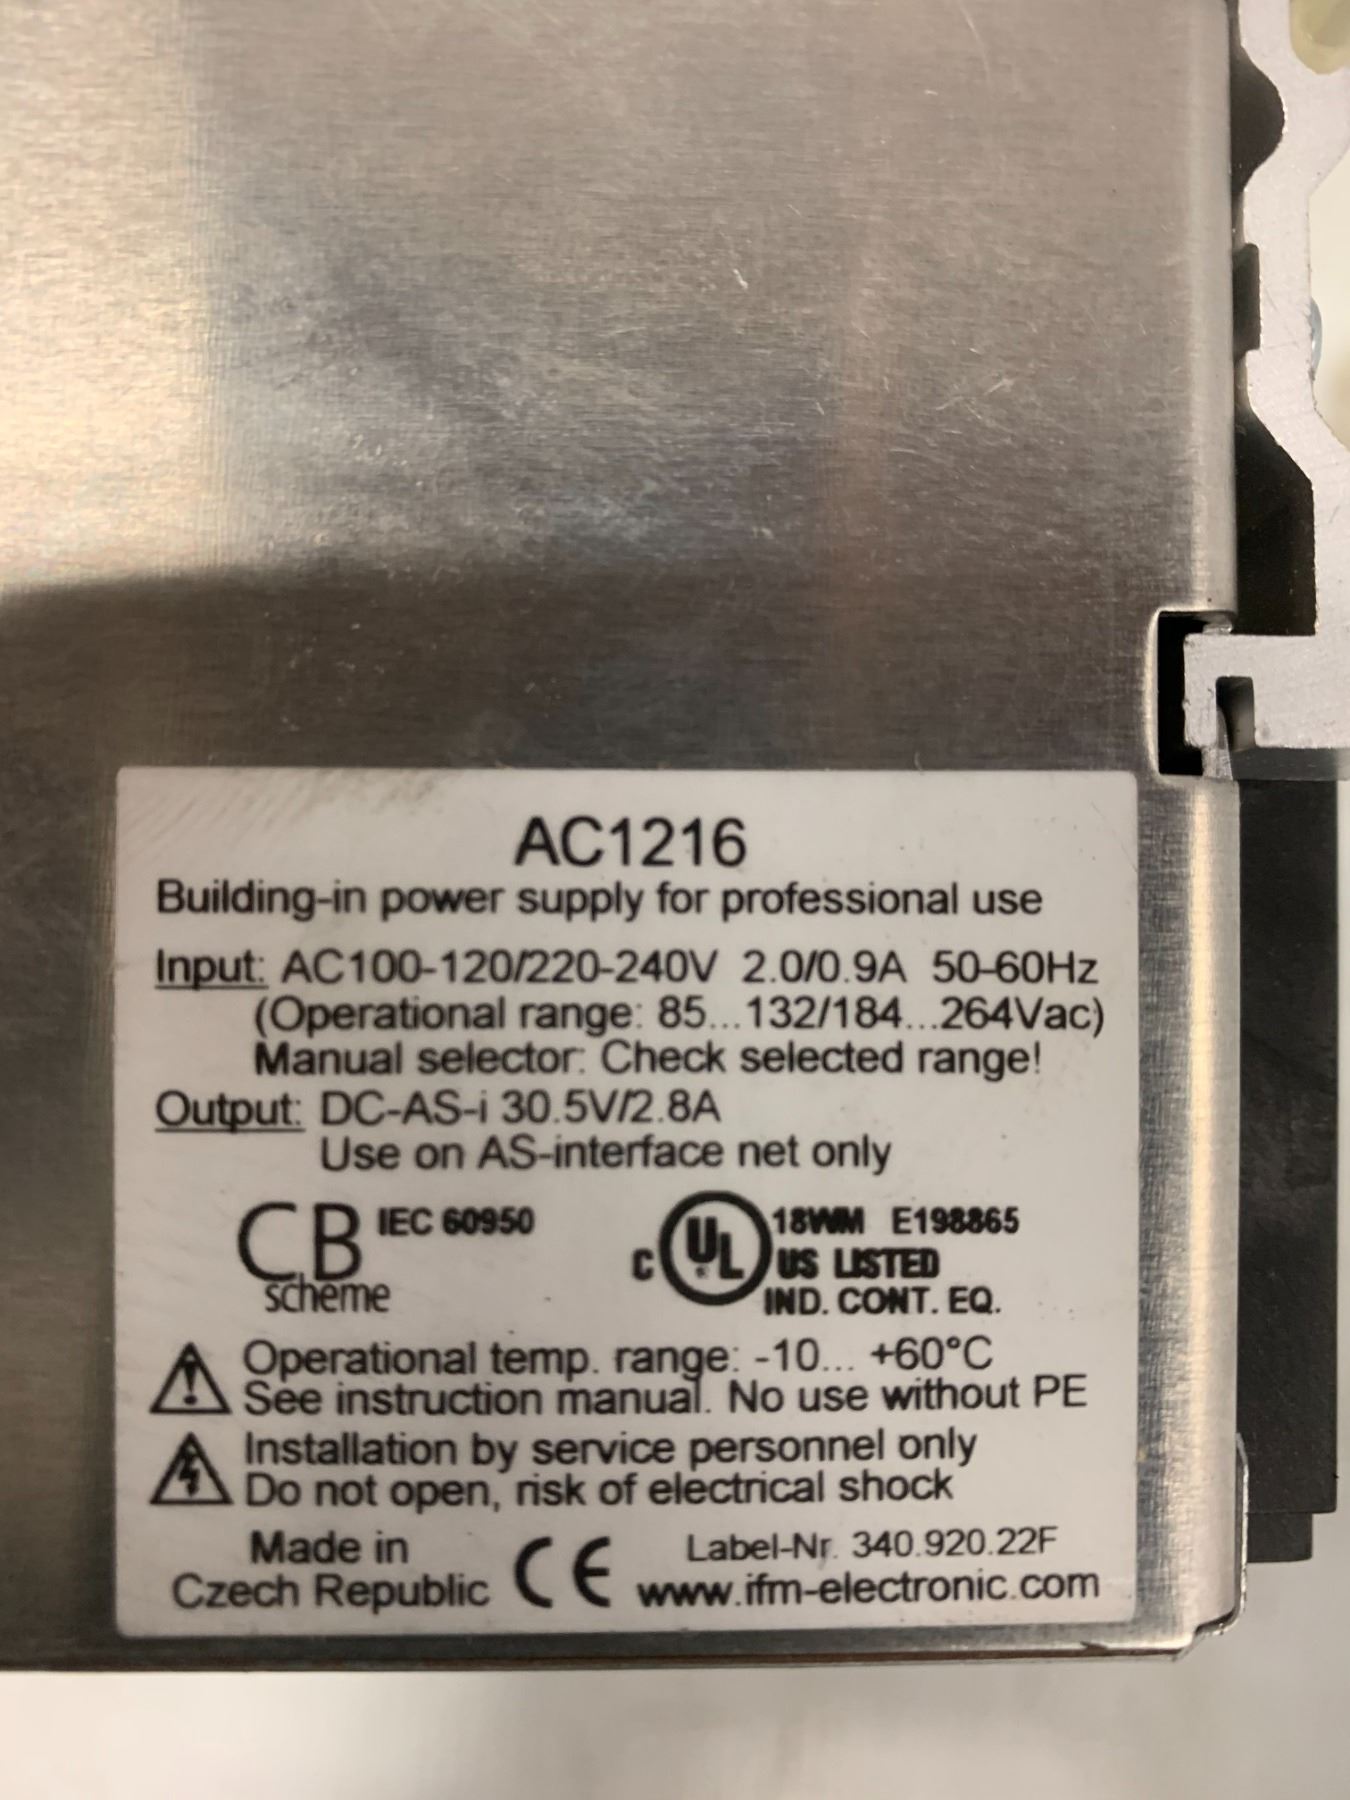 AC1216
Building-in power supply for professional use
Input: AC100-120/220-240V 2.0/0.9A 50-60Hz
(Operational range: 85...132/184...264Vac)
Manual selector: Check selected range!
Output: DC-AS-i 30.5V/2.8A
Use on AS-interface net only
CB scheme IEC 60950
C UL ® US LISTED 18WM E198865
IND. CONT. EQ.
Operational temp. range: -10... +60°C
See instruction manual. No use without PE
Installation by service personnel only
Do not open, risk of electrical shock
Made in
Czech Republic
CE
Label-Nr. 340.920.22F
www.ifm-electronic.com